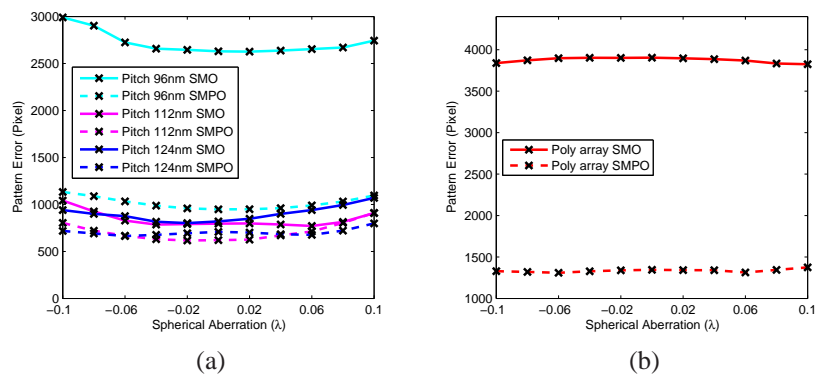 3000
2500
2000
1500
1000
500
0
Pattern Error (Pixel)
Pitch 96nm SMO
Pitch 96nm SMPO
Pitch 112nm SMO
Pitch 112nm SMPO
Pitch 124nm SMO
Pitch 124nm SMPO
−0.1 −0.06 −0.02 0.02 0.06 0.1
Spherical Aberration (λ)
(a)
4000
3500
3000
2500
2000
1500
1000
Pattern Error (Pixel)
Poly array SMO
Poly array SMPO
−0.1 −0.06 −0.02 0.02 0.06 0.1
Spherical Aberration (λ)
(b)